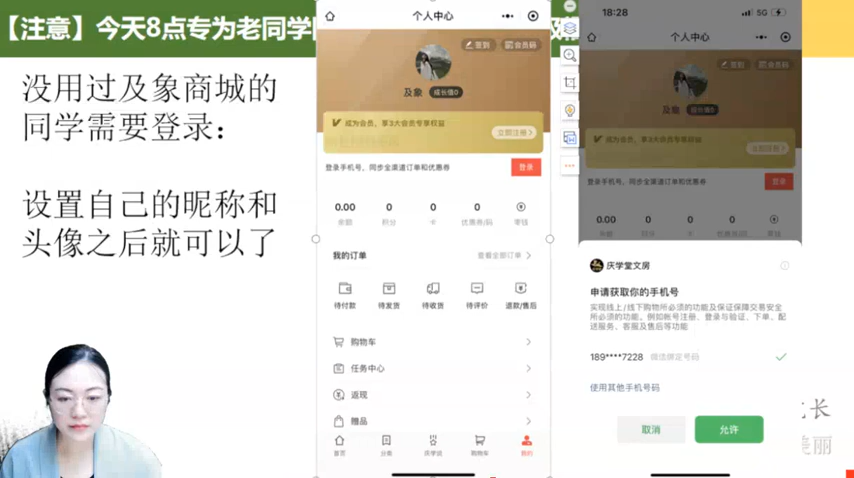 【注意】今天8点专为老同学
没用过及象商城的
同学需要登录：
设置自己的昵称和
头像之后就可以了
个人中心
签到
会员码
及象 成长值0
成为会员，享3大会员专享权益
立即注册
登录手机号，同步全渠道订单和优惠券
登录
0.00 0 0 0
余额 积分 卡 优惠券/码 零钱
我的订单
查看全部订单
待付款 待发货 待收货 待评价 退款/售后
购物车
任务中心
返现
赠品
首页 分类 庆学说 购物车 我的
18:28
5G
个人中心
签到
会员码
及象
成为会员，享3大会员专享权益
立即注册
登录手机号，同步全渠道订单和优惠券
登录
0.00 0 0 0
余额 积分 卡 零钱
庆学堂文房
申请获取你的手机号
实现线上/线下购物所必须的功能及保证保障交易安全
所必须的功能。例如账号注册、登录与验证、下单、配
送服务、客服及售后等功能
189****7228 微信绑定号码
使用其他手机号码
取消
允许
长
美丽